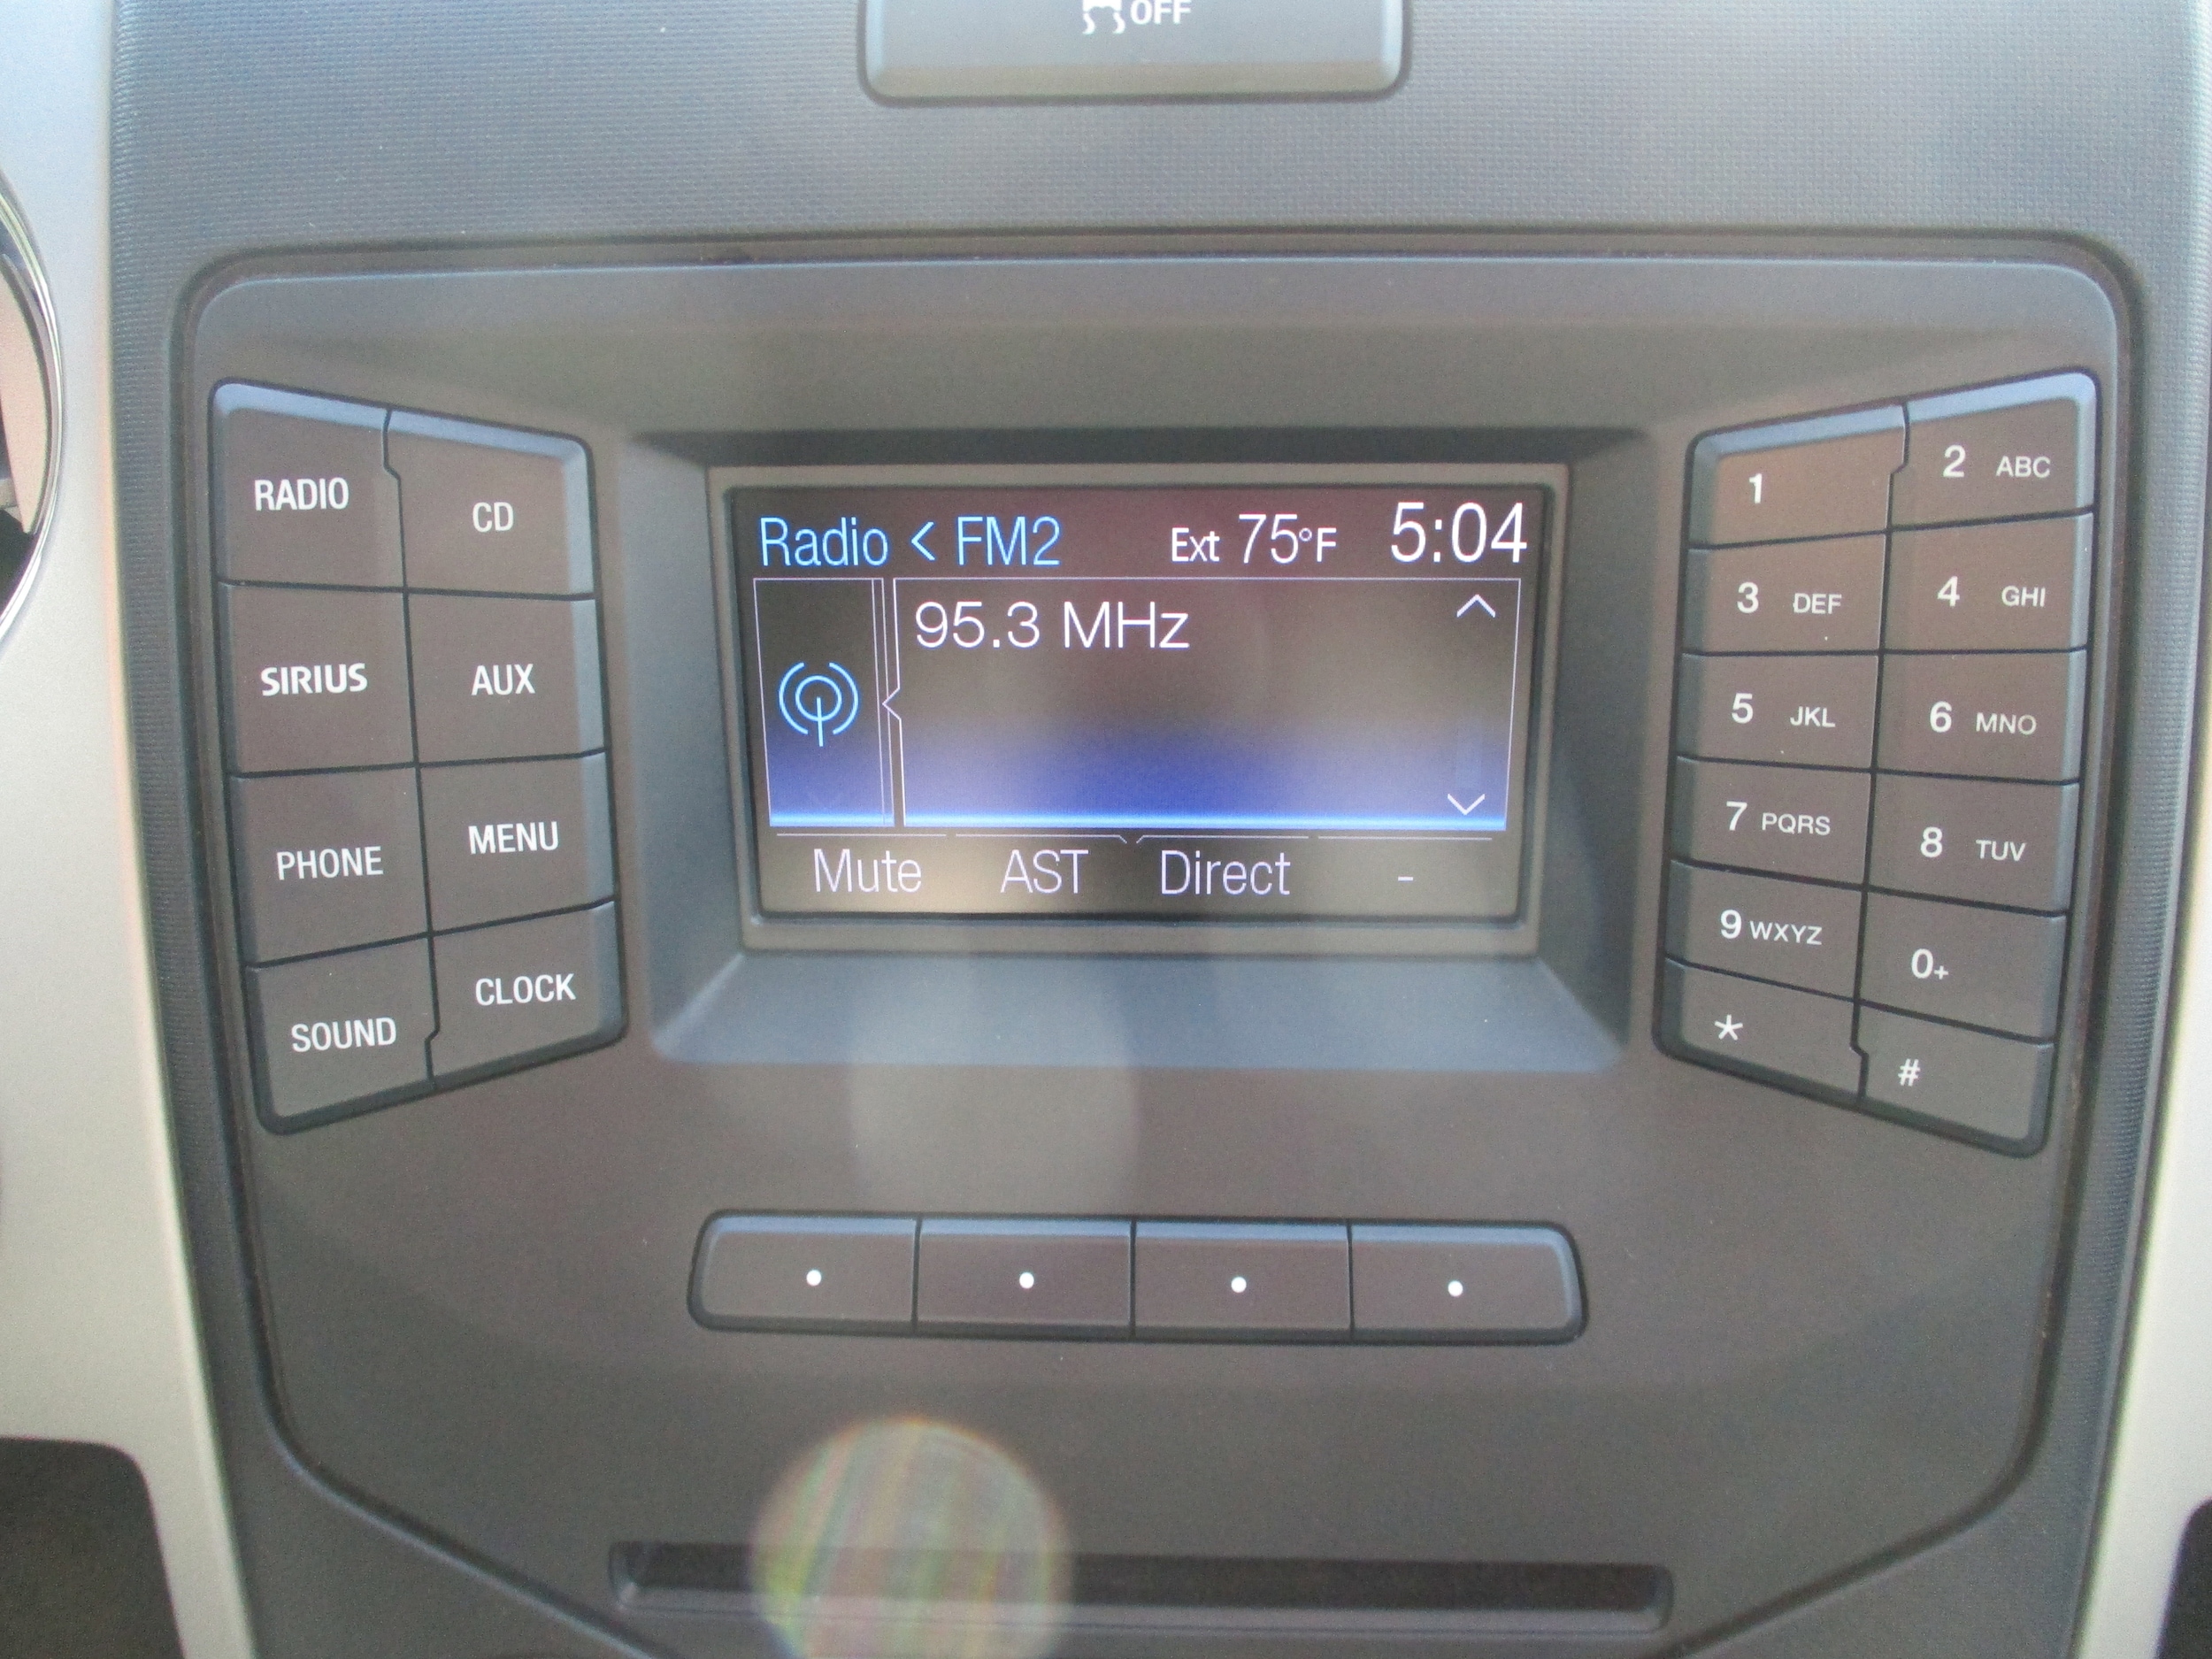 OFF
RADIO
CD
SIRIUS
AUX
PHONE
MENU
SOUND
CLOCK
Radio < FM2 Ext 75°F 5:04
95.3 MHz
Mute AST Direct -
1
2 ABC
3 DEF
4 GHI
5 JKL
6 MNO
7 PQRS
8 TUV
9 WXYZ
0+
*
#